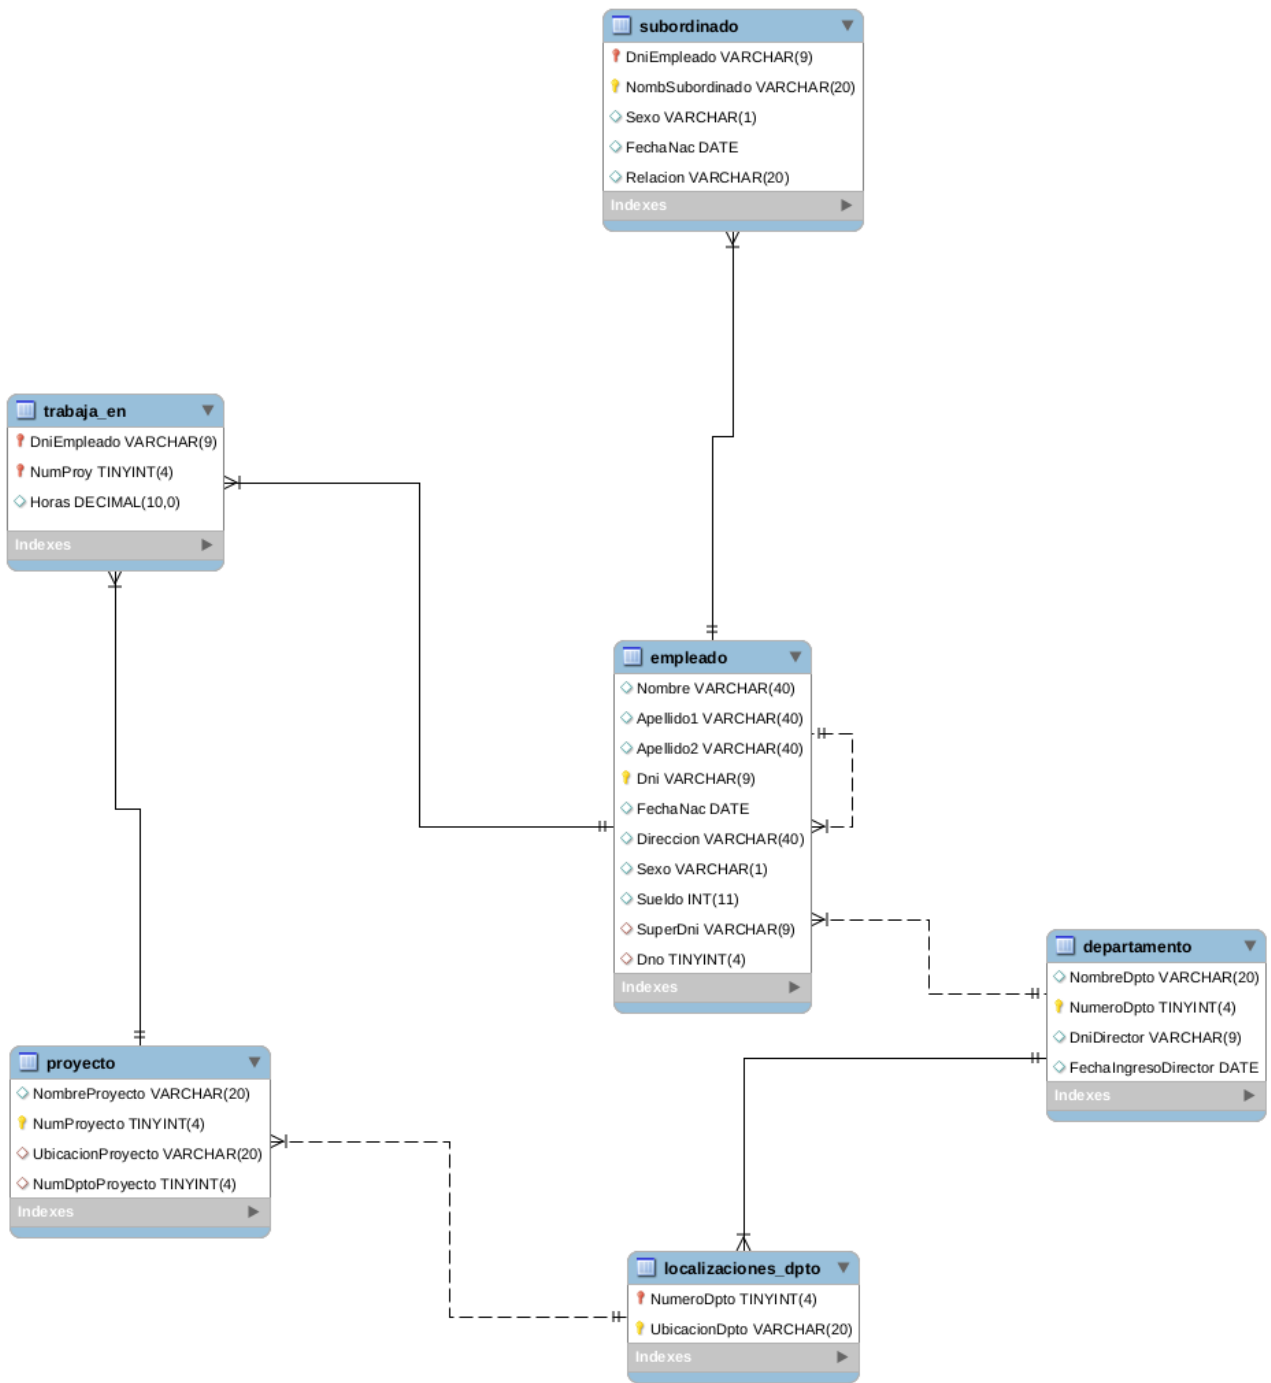 subordinado
DniEmpleado VARCHAR(9)
NombSubordinado VARCHAR(20)
Sexo VARCHAR(1)
FechaNac DATE
Relacion VARCHAR(20)
Indexes
trabaja_en
DniEmpleado VARCHAR(9)
NumProy TINYINT(4)
Horas DECIMAL(10,0)
Indexes
empleado
Nombre VARCHAR(40)
Apellido1 VARCHAR(40)
Apellido2 VARCHAR(40)
Dni VARCHAR(9)
FechaNac DATE
Direccion VARCHAR(40)
Sexo VARCHAR(1)
Sueldo INT(11)
SuperDni VARCHAR(9)
Dno TINYINT(4)
Indexes
departamento
NombreDpto VARCHAR(20)
NumeroDpto TINYINT(4)
DniDirector VARCHAR(9)
FechaIngresoDirector DATE
Indexes
proyecto
NombreProyecto VARCHAR(20)
NumProyecto TINYINT(4)
UbicacionProyecto VARCHAR(20)
NumDptoProyecto TINYINT(4)
Indexes
localizaciones_dpto
NumeroDpto TINYINT(4)
UbicacionDpto VARCHAR(20)
Indexes